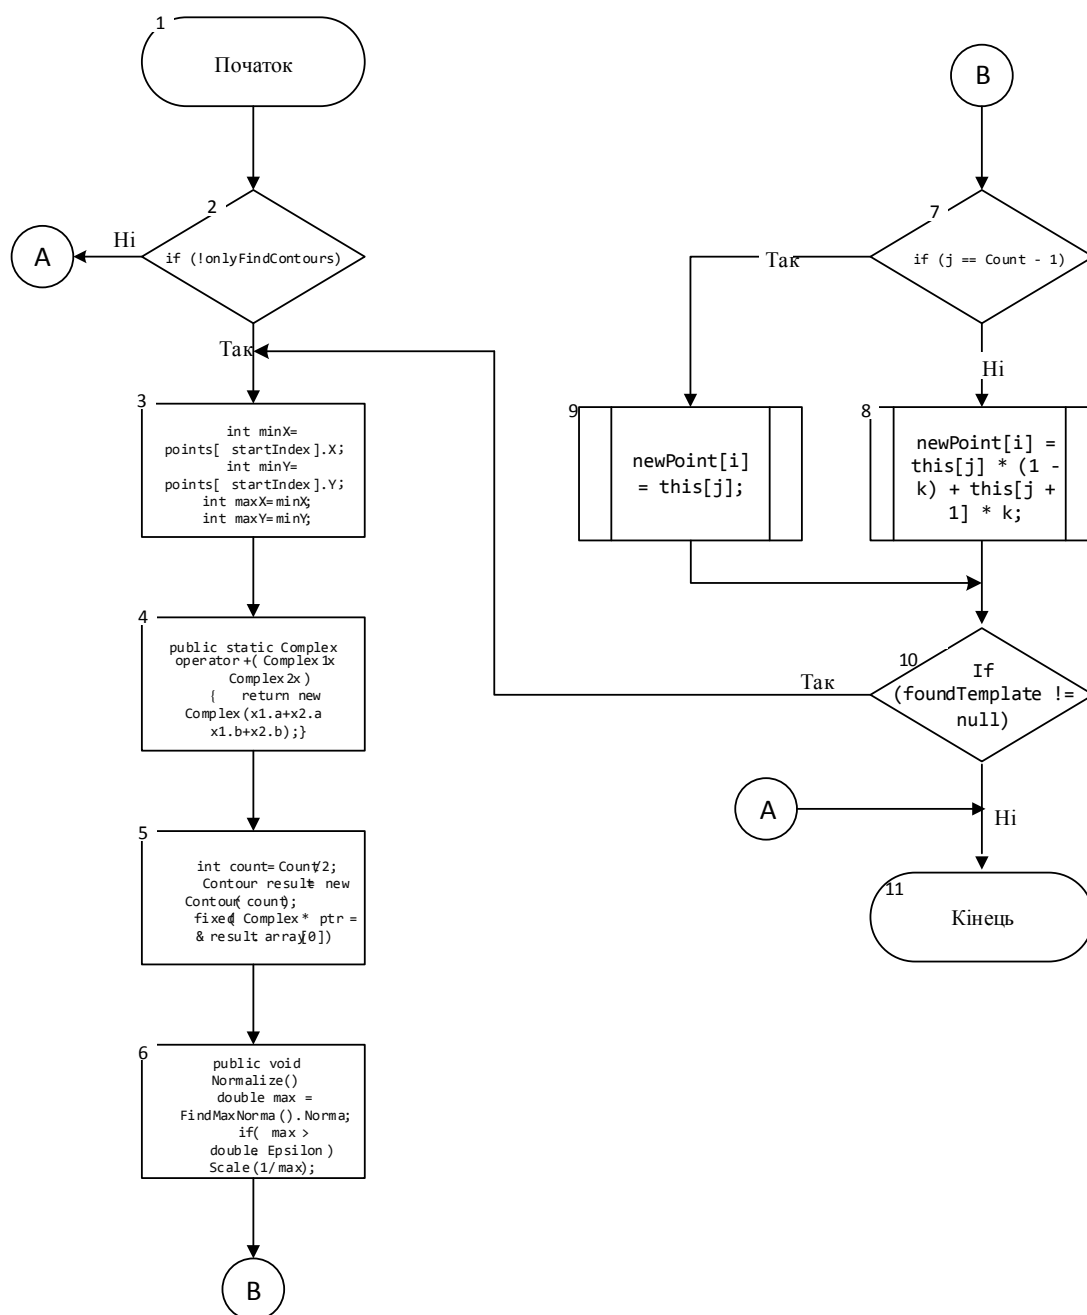 1
Початок
2
if (!onlyFindContours)
Ні
A
Так
3
int minX=
points[ startIndex].X;
int minY=
points[ startIndex].Y;
int maxX=minX;
int maxY=minY;
4
public static Complex
operator +( Complex 1x
Complex 2x )
{ return new
Complex(x1.a+x2.a
x1.b+x2.b);}
5
int count= Count/2;
Contour result= new
Contour( count);
fixed( Complex* ptr =
& result.array[0])
6
public void
Normalize()
double max =
FindMaxNorma().Norma;
if( max >
double.Epsilon )
Scale(1/max);
B
B
7
if (j == Count - 1)
Так
Ні
9
newPoint[i]
= this[j];
8
newPoint[i] =
this[j] * (1 -
k) + this[j +
1] * k;
10
If
(foundTemplate !=
null)
Так
A
Ні
11
Кінець